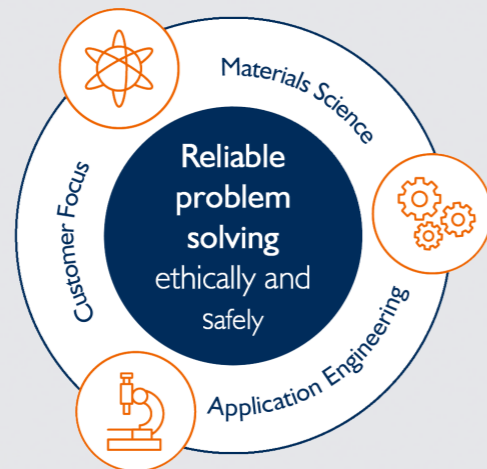 Materials Science
Customer Focus
Reliable
problem
solving
ethically and
safely
Application Engineering